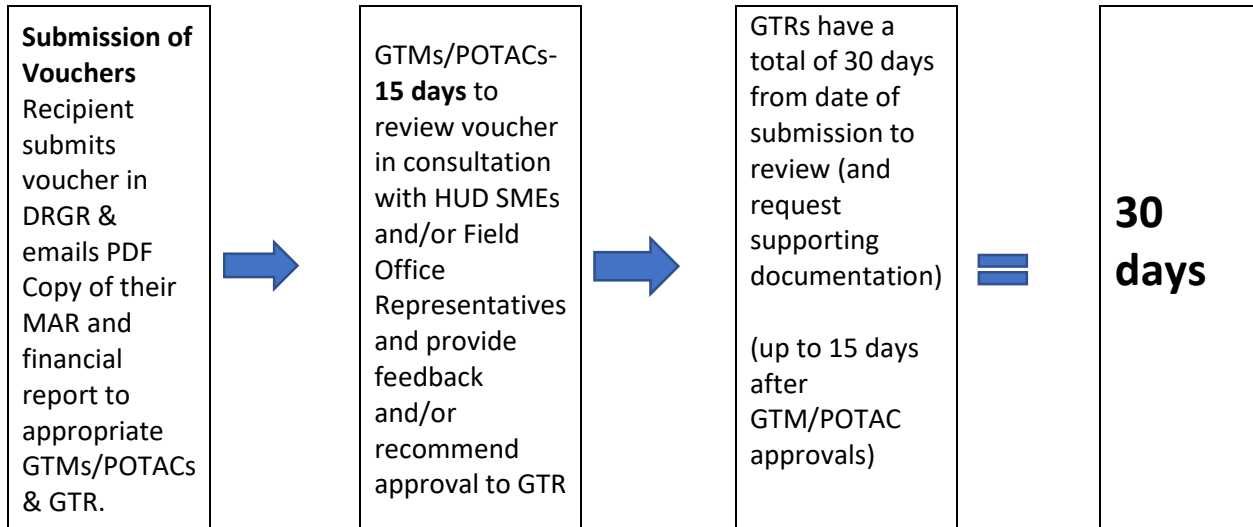 Submission of
Vouchers
Recipient
submits
voucher in
DRGR &
emails PDF
Copy of their
MAR and
financial
report to
appropriate
GTMs/POTACs
& GTR.
GTMs/POTACs-
15 days to
review voucher
in consultation
with HUD SMEs
and/or Field
Office
Representatives
and provide
feedback
and/or
recommend
approval to GTR
GTRs have a
total of 30 days
from date of
submission to
review (and
request
supporting
documentation)
(up to 15 days
after
GTM/POTAC
approvals)
30
days